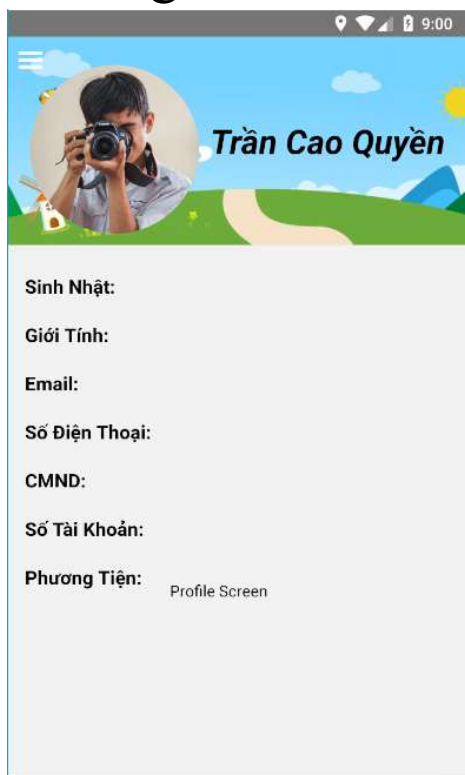 9:00
Trần Cao Quyền
Sinh Nhật:
Giới Tính:
Email:
Số Điện Thoại:
CMND:
Số Tài Khoản:
Phương Tiện:
Profile Screen